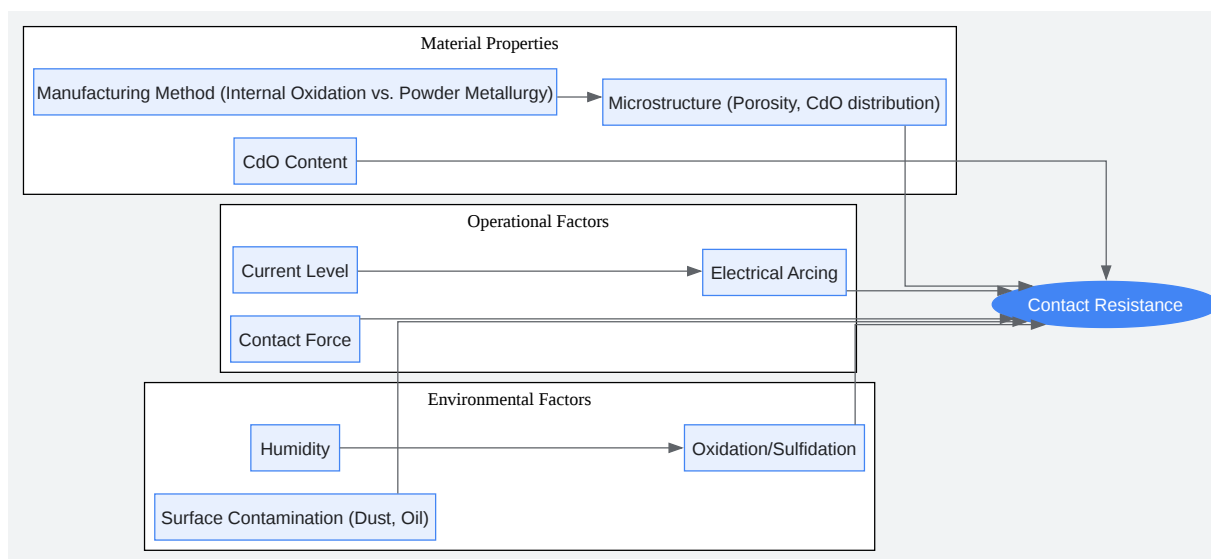 Material Properties
Manufacturing Method (Internal Oxidation vs. Powder Metallurgy)
Microstructure (Porosity, CdO distribution)
CdO Content
Operational Factors
Current Level
Electrical Arcing
Contact Resistance
Contact Force
Environmental Factors
Humidity
Oxidation/Sulfidation
Surface Contamination (Dust, Oil)